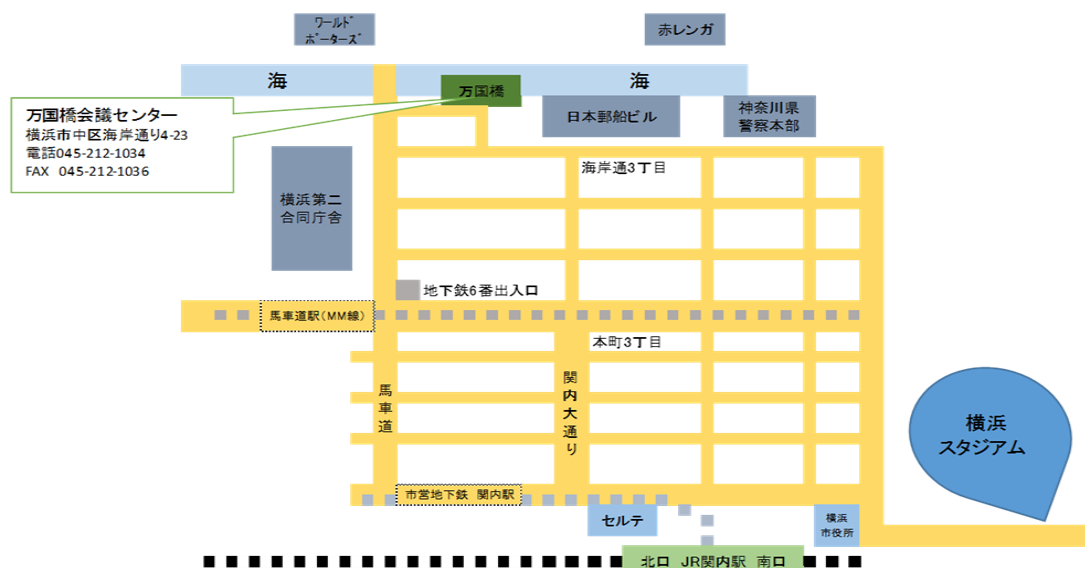 ワールド
ポーターズ
赤レンガ
海
海
万国橋
万国橋会議センター
横浜市中区海岸通り4-23
電話045-212-1034
FAX 045-212-1036
日本郵船ビル
神奈川県
警察本部
海岸通3丁目
横浜第二
合同庁舎
地下鉄6番出入口
馬車道駅(MM線)
本町3丁目
馬車道
関内大通り
横浜
スタジアム
市営地下鉄 関内駅
セルテ
横浜
市役所
北口 JR関内駅 南口